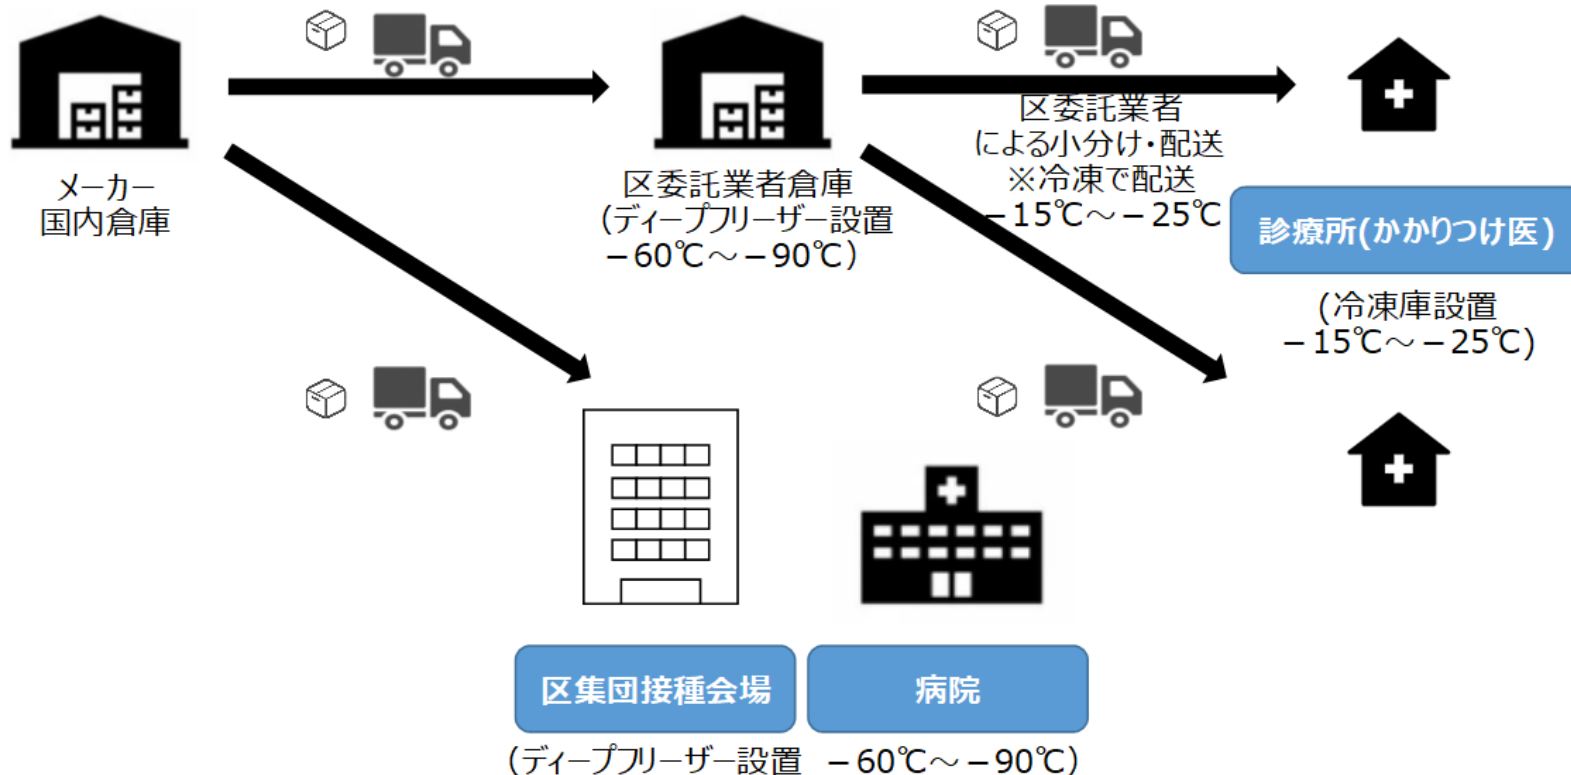 メーカー
国内倉庫
区委託業者倉庫
(ディープフリーザー設置
－60℃～－90℃)
区委託業者
による小分け・配送
※冷凍で配送
－15℃～－25℃
診療所(かかりつけ医)
(冷凍庫設置
－15℃～－25℃)
区集団接種会場
病院
(ディープフリーザー設置 －60℃～－90℃)